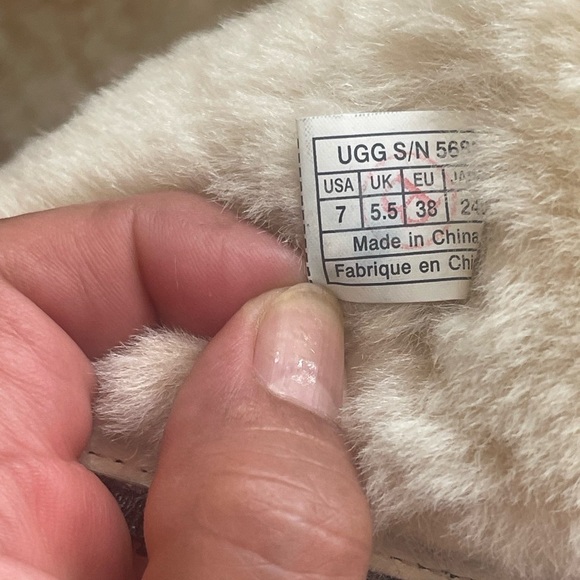 UGG S/N
USA UK EU
7 5.5 38
Made in China
Fabrique en